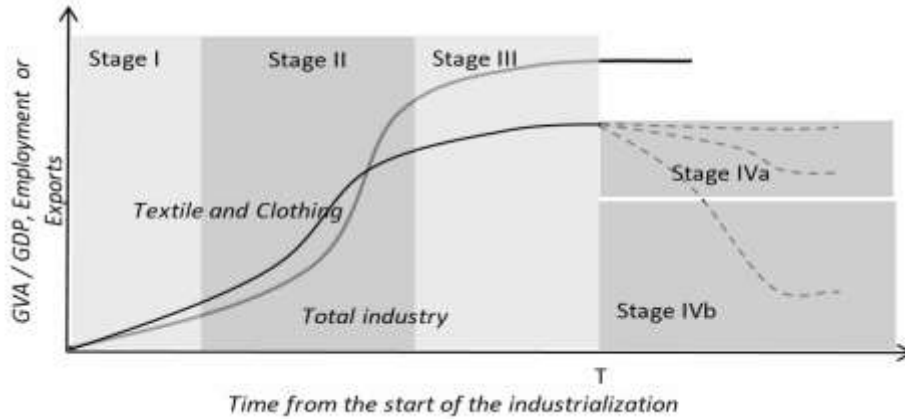 GVA / GDP, Employment or
Exports
Stage I
Stage II
Stage III
Textile and Clothing
Total industry
Stage IVa
Stage IVb
T
Time from the start of the industrialization